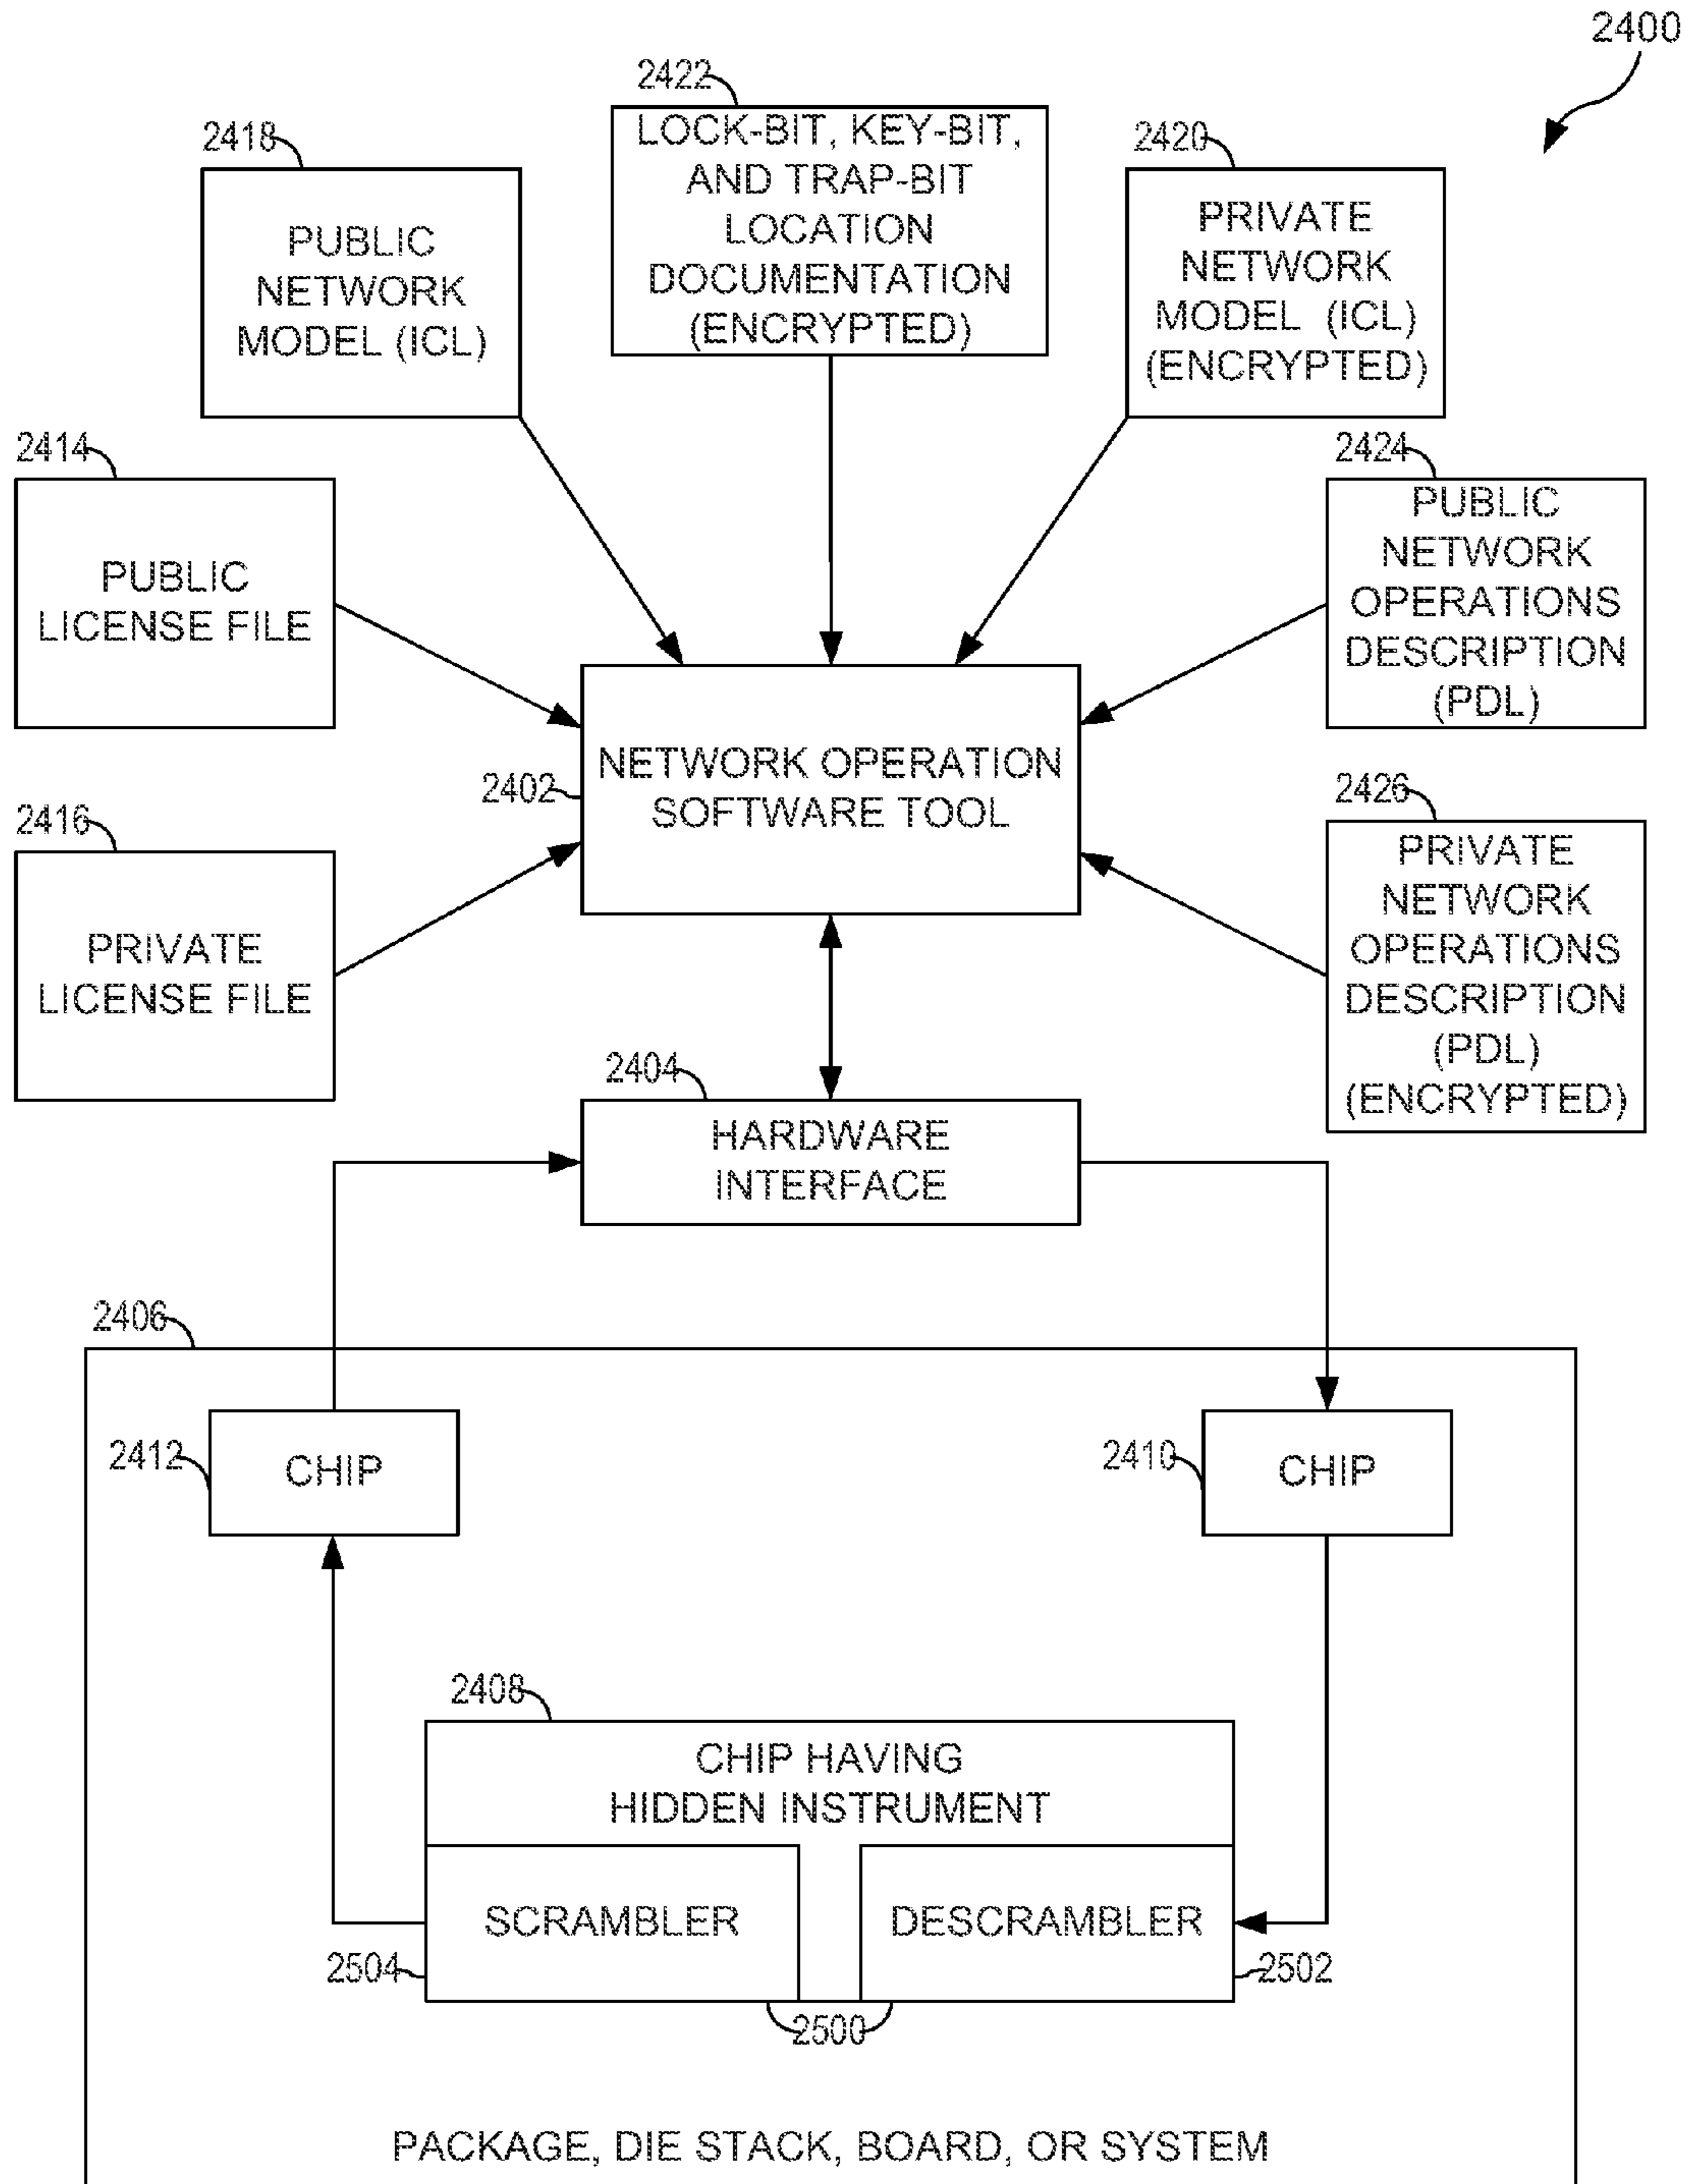 2400
2422
LOCK-BIT, KEY-BIT,
AND TRAP-BIT
LOCATION
DOCUMENTATION
(ENCRYPTED)
2418
PUBLIC
NETWORK
MODEL (ICL)
2420
PRIVATE
NETWORK
MODEL (ICL)
(ENCRYPTED)
2414
PUBLIC
LICENSE FILE
2424
PUBLIC
NETWORK
OPERATIONS
DESCRIPTION
(PDL)
2402
NETWORK OPERATION
SOFTWARE TOOL
2416
PRIVATE
LICENSE FILE
2426
PRIVATE
NETWORK
OPERATIONS
DESCRIPTION
(PDL)
(ENCRYPTED)
2404
HARDWARE
INTERFACE
2406
2412
CHIP
2410
CHIP
2408
CHIP HAVING
HIDDEN INSTRUMENT
SCRAMBLER
DESCRAMBLER
2504
2502
2500
PACKAGE, DIE STACK, BOARD, OR SYSTEM